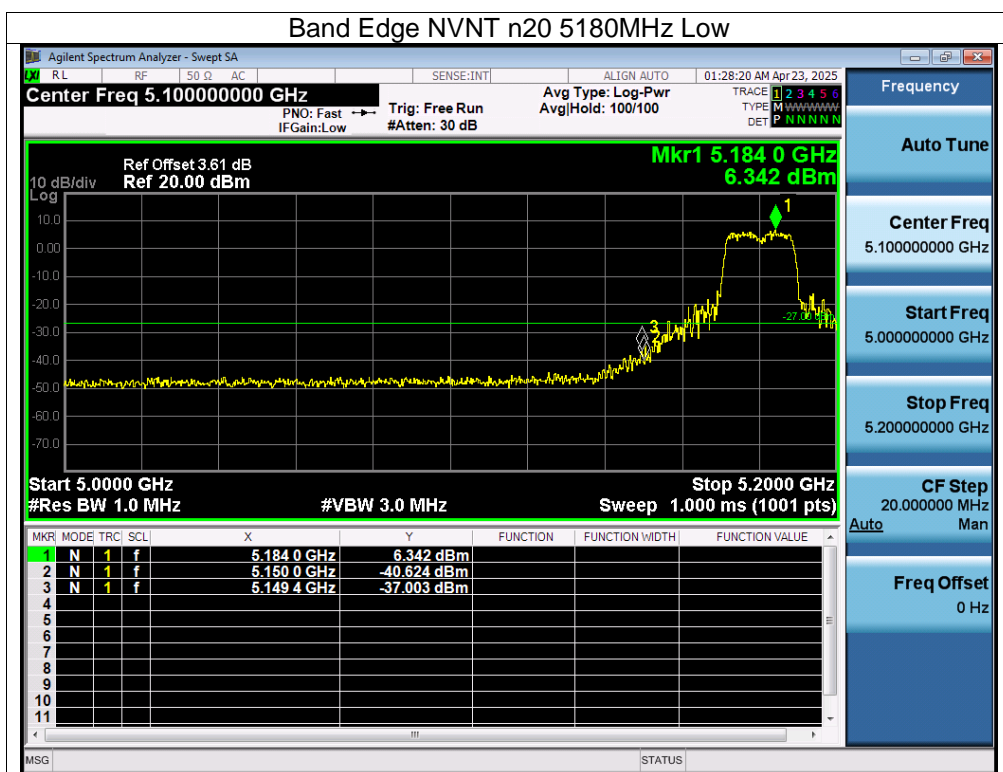 Band Edge NVNT n20 5180MHz Low
Agilent Spectrum Analyzer - Swept SA
LXI RL RF 50 Ω AC SENSE:INT ALIGN AUTO 01:28:20 AM Apr 23, 2025
Center Freq 5.100000000 GHz
PNO: Fast
IFGain:Low
Trig: Free Run
#Atten: 30 dB
Avg Type: Log-Pwr
Avg|Hold: 100/100
TRACE 1 2 3 4 5 6
TYPE M WWWWW
DET P N N N N N
Ref Offset 3.61 dB
10 dB/div Ref 20.00 dBm
Log
Mkr1 5.184 0 GHz
6.342 dBm
10.0
0.00
-10.0
-20.0
-30.0
-40.0
-50.0
-60.0
-70.0
1
3
2
-27.00 dBm
Start 5.0000 GHz Stop 5.2000 GHz
#Res BW 1.0 MHz #VBW 3.0 MHz Sweep 1.000 ms (1001 pts)
MKR MODE TRC SCL X Y FUNCTION FUNCTION WIDTH FUNCTION VALUE
1 N 1 f 5.184 0 GHz 6.342 dBm
2 N 1 f 5.150 0 GHz -40.624 dBm
3 N 1 f 5.149 4 GHz -37.003 dBm
4
5
6
7
8
9
10
11
MSG STATUS
Frequency
Auto Tune
Center Freq
5.100000000 GHz
Start Freq
5.000000000 GHz
Stop Freq
5.200000000 GHz
CF Step
20.000000 MHz
Auto Man
Freq Offset
0 Hz